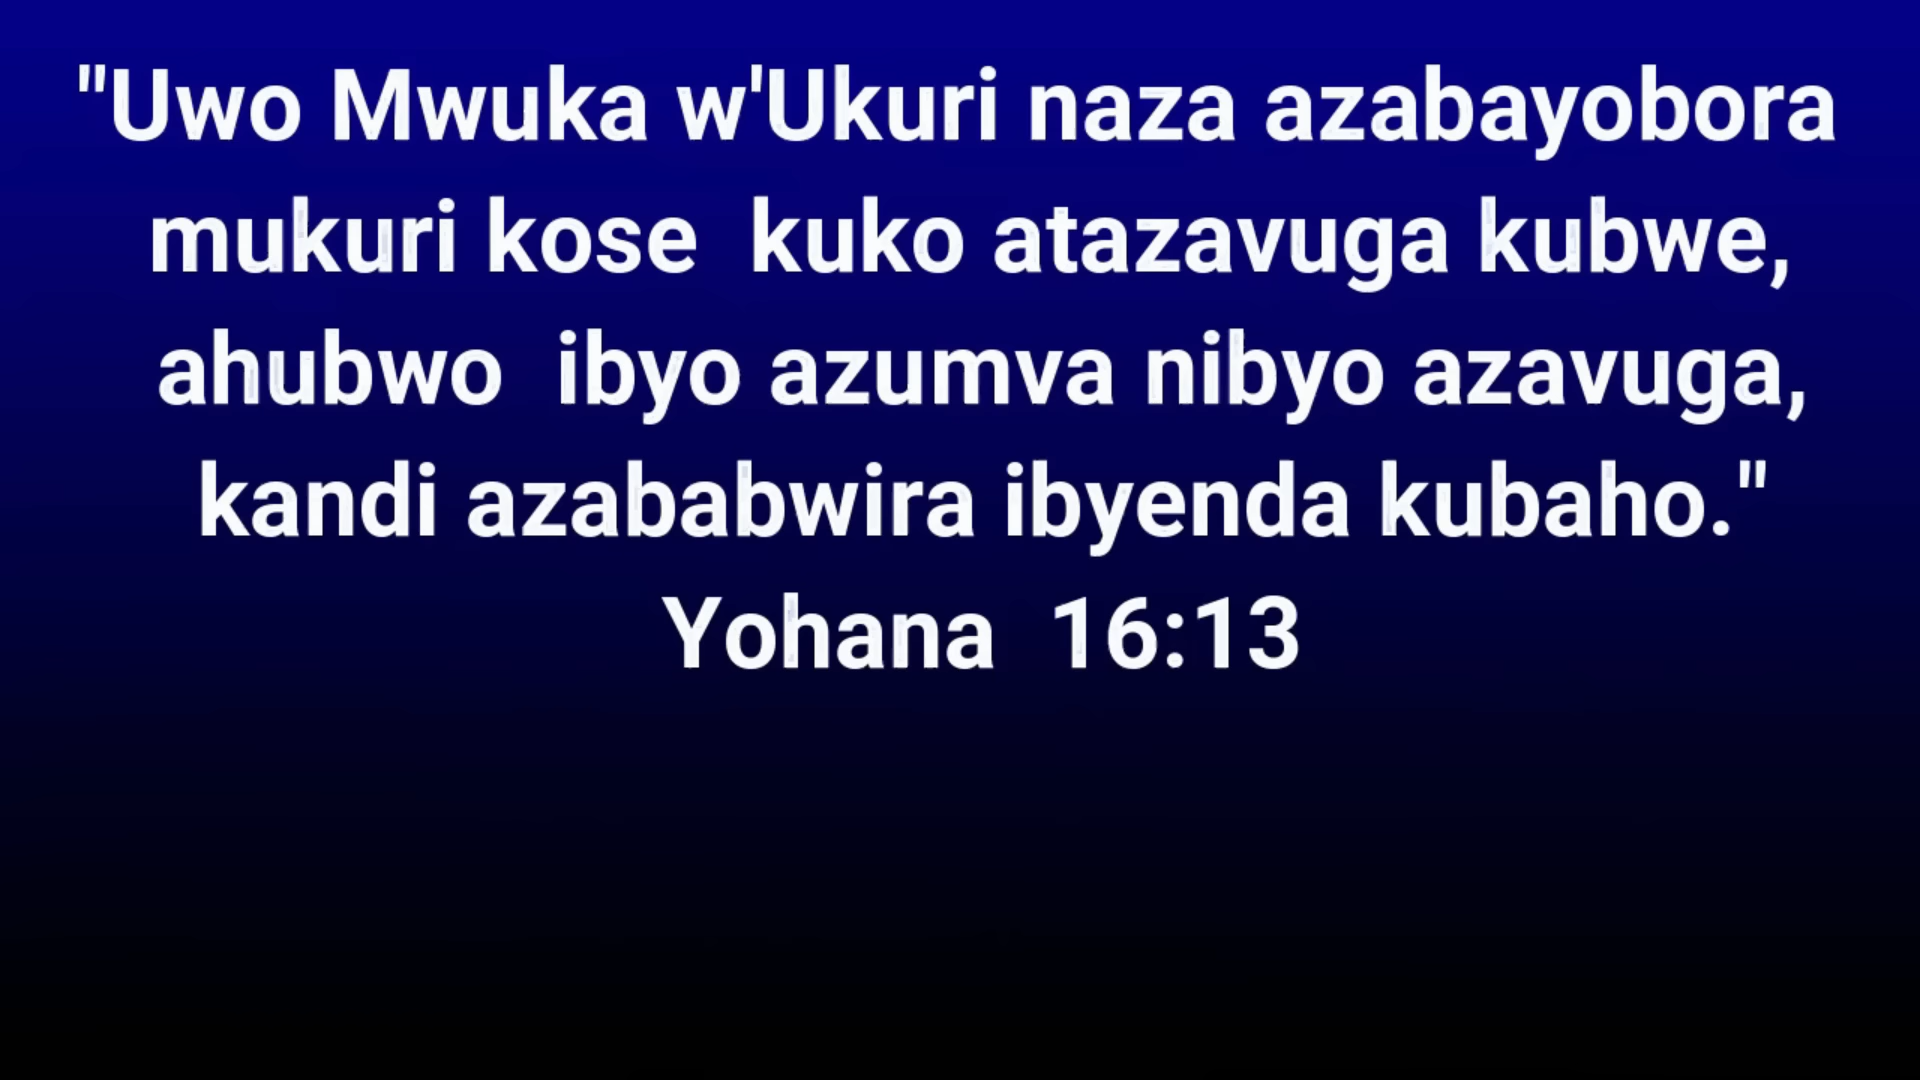 "Uwo Mwuka w'Ukuri naza azabayobora
mukuri kose  kuko atazavuga kubwe,
ahubwo  ibyo azumva nibyo azavuga,
kandi azababwira ibyenda kubaho."
Yohana  16:13